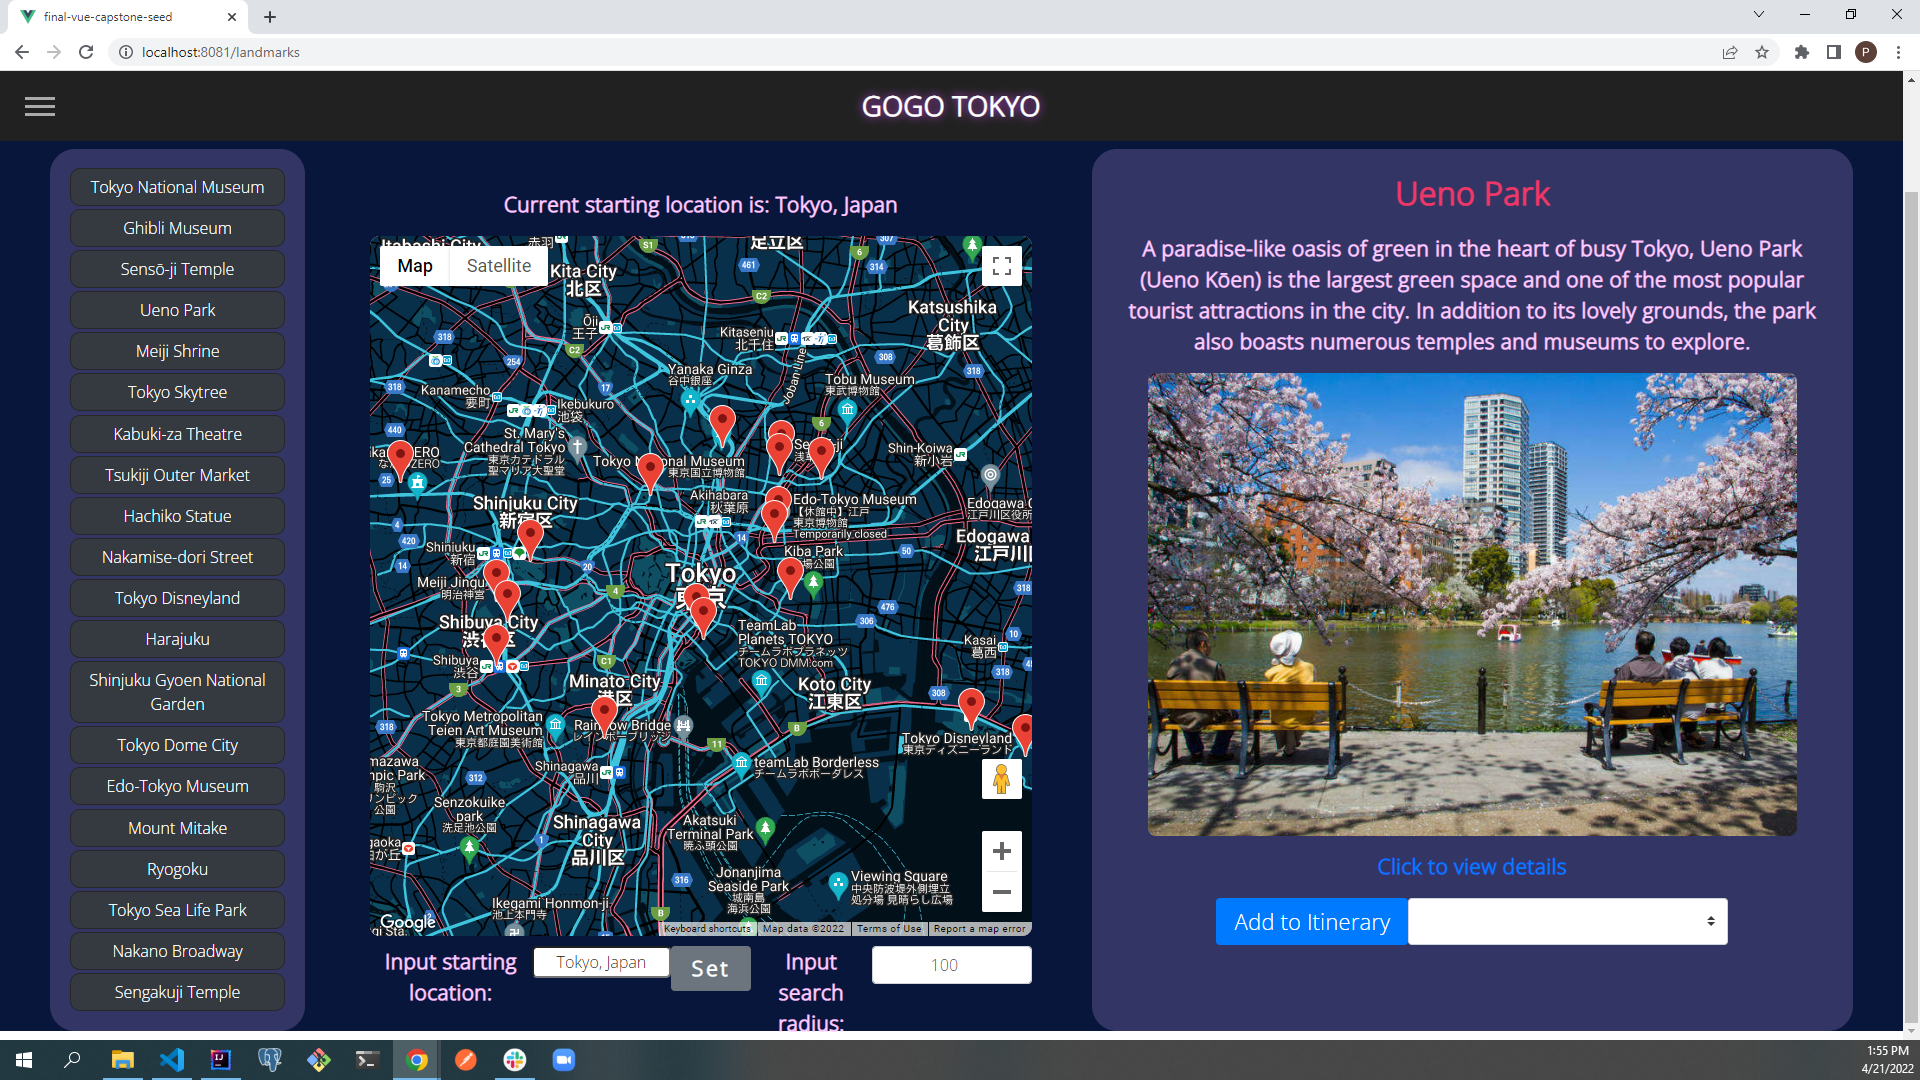 final-vue-capstone-seed
localhost:8081/landmarks
P
GOGO TOKYO
Tokyo National Museum
Ghibli Museum
Sensō-ji Temple
Ueno Park
Meiji Shrine
Tokyo Skytree
Kabuki-za Theatre
Tsukiji Outer Market
Hachiko Statue
Nakamise-dori Street
Tokyo Disneyland
Harajuku
Shinjuku Gyoen National
Garden
Tokyo Dome City
Edo-Tokyo Museum
Mount Mitake
Ryogoku
Tokyo Sea Life Park
Nakano Broadway
Sengakuji Temple
Current starting location is: Tokyo, Japan
Map
Satellite
Itabashi City
赤羽
足立区
Kita City
北区
Katsushika
City
葛飾区
Ōji
王子
Kitaseniu
北千住
Joban Line
Yanaka Ginza
谷中銀座
Tobu Museum
東武博物館
Kanamecho
要町
Ikebukuro
池袋
St. Mary's
Cathedral Tokyo
東京カテドラル
聖マリア大聖堂
Shin-Koiwa
新小岩
Tokyo National Museum
東京国立博物館
Akihabara
秋葉原
Edo-Tokyo Museum
【休館中】江戸
東京博物館
Temporarily closed
Shinjuku City
新宿区
Shinjuku
新宿
Edogawa
江戸川区役所
Edogawa
江戸川
Kiba Park
Meiji Jingu
明治神宮
Tokyo
東京
Shibuya City
渋谷区
Shibuya
渋谷
TeamLab
Planets TOKYO
チームラボプラネッツ
TOKYO DMM.com
Kasai
葛西
Minato City
港区
Koto City
江東区
Tokyo Metropolitan
Teien Art Museum
東京都庭園美術館
Rainbow Bridge
レインボーブリッジ
Tokyo Disneyland
東京ディズニーランド
Shinagawa
品川
teamLab Borderless
チームラボボーダレス
Senzokuike
park
洗足池公園
Shinagawa
City
品川区
Akatsuki
Terminal Park
暁ふ頭公園
Jonanjima
Seaside Park
城南島
海浜公園
Viewing Square
中央防波堤外側埋立
処分場 見晴らし広場
Ikegami Honmon-ji
池上本門寺
Google
Keyboard shortcuts
Map data ©2022
Terms of Use
Report a map error
Input starting
location:
Tokyo, Japan
Set
Input
search
radius:
100
Ueno Park
A paradise-like oasis of green in the heart of busy Tokyo, Ueno Park
(Ueno Kōen) is the largest green space and one of the most popular
tourist attractions in the city. In addition to its lovely grounds, the park
also boasts numerous temples and museums to explore.
Click to view details
Add to Itinerary
1:55 PM
4/21/2022